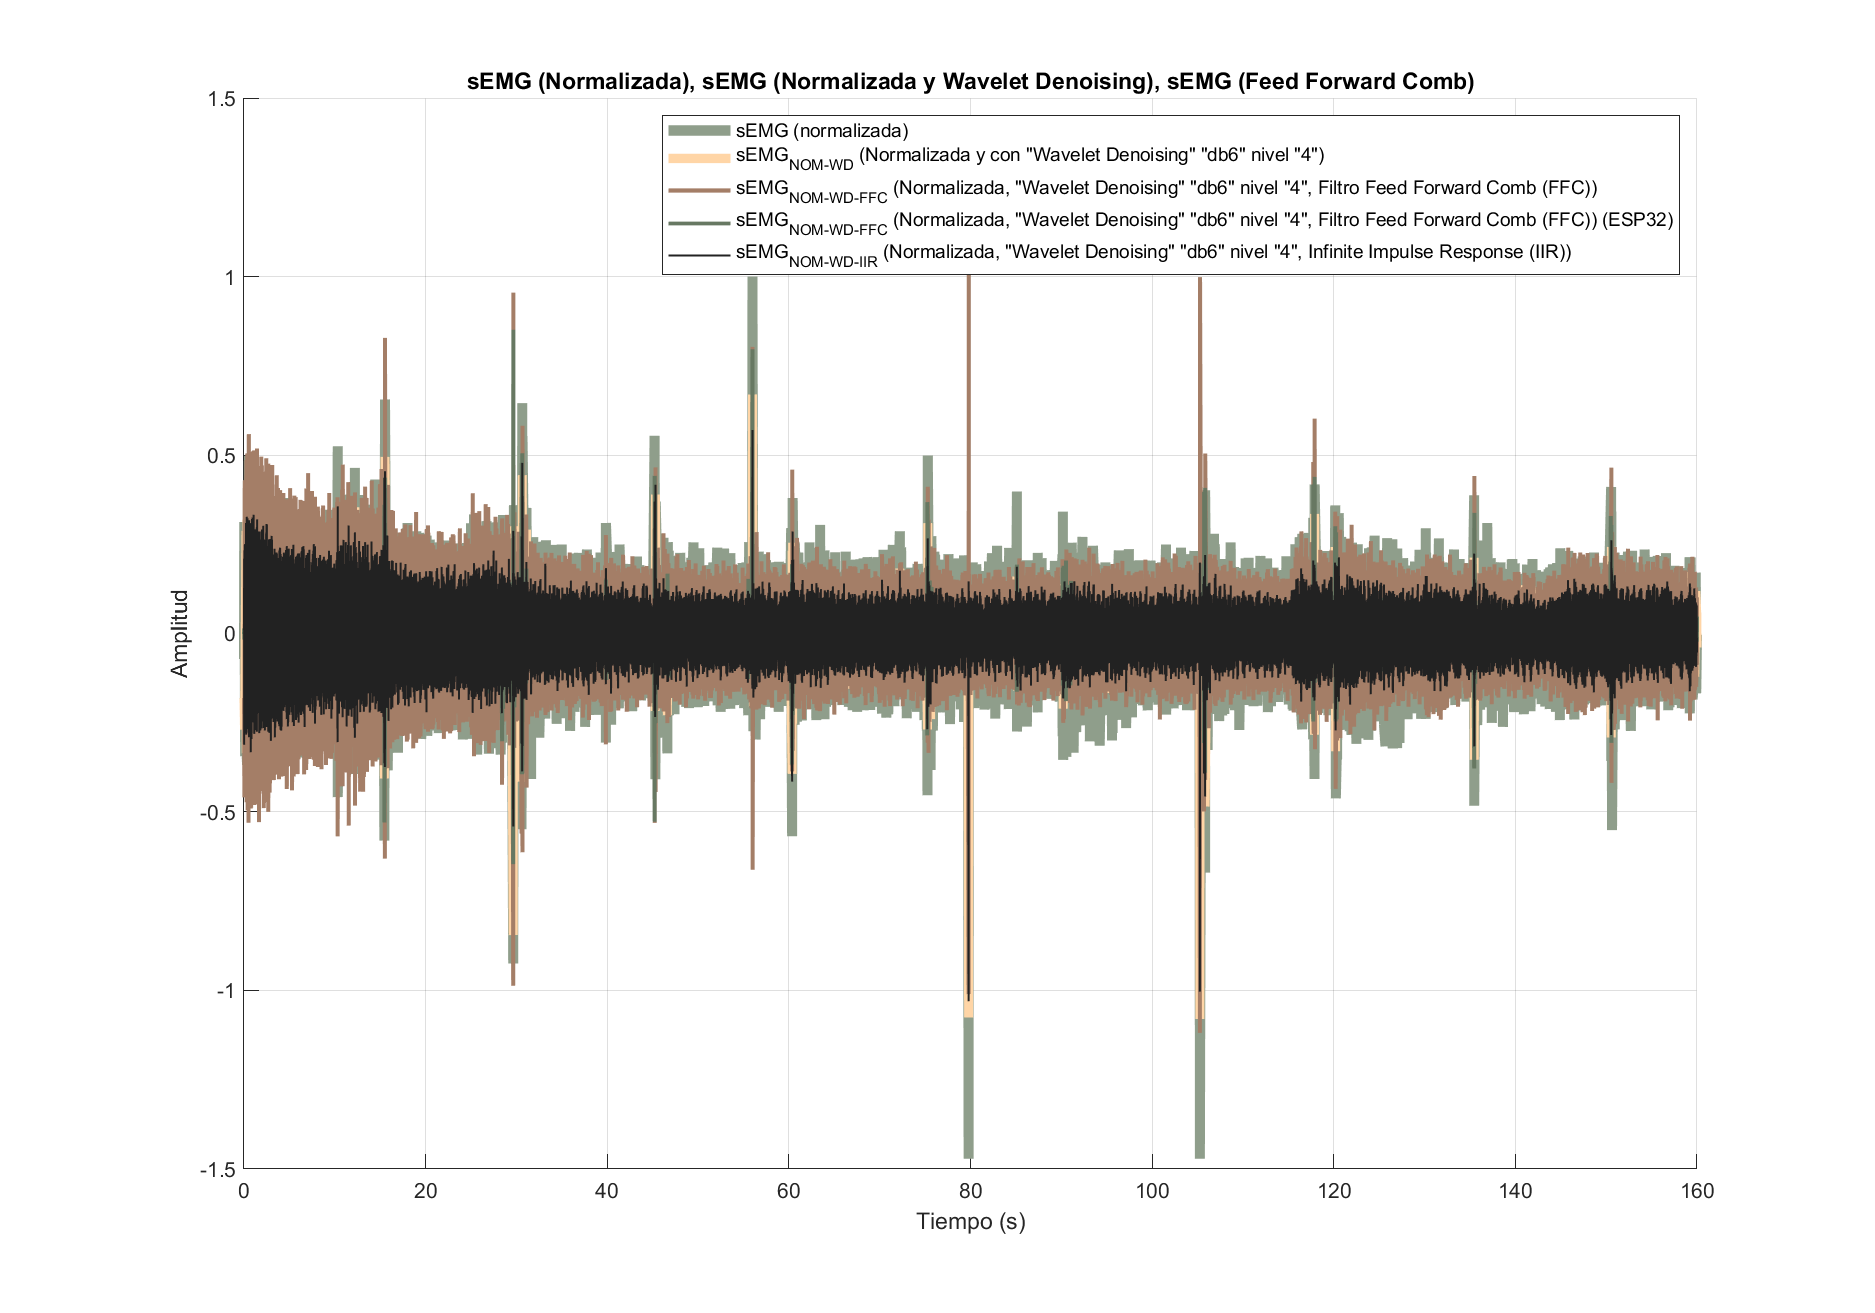 sEMG (Normalizada), sEMG (Normalizada y Wavelet Denoising), sEMG (Feed Forward Comb)
sEMG (normalizada)
sEMG_NOM-WD (Normalizada y con "Wavelet Denoising" "db6" nivel "4")
sEMG_NOM-WD-FFC (Normalizada, "Wavelet Denoising" "db6" nivel "4", Filtro Feed Forward Comb (FFC))
sEMG_NOM-WD-FFC (Normalizada, "Wavelet Denoising" "db6" nivel "4", Filtro Feed Forward Comb (FFC)) (ESP32)
sEMG_NOM-WD-IIR (Normalizada, "Wavelet Denoising" "db6" nivel "4", Infinite Impulse Response (IIR))
1.5
1
0.5
0
-0.5
-1
-1.5
Amplitud
0 20 40 60 80 100 120 140 160
Tiempo (s)